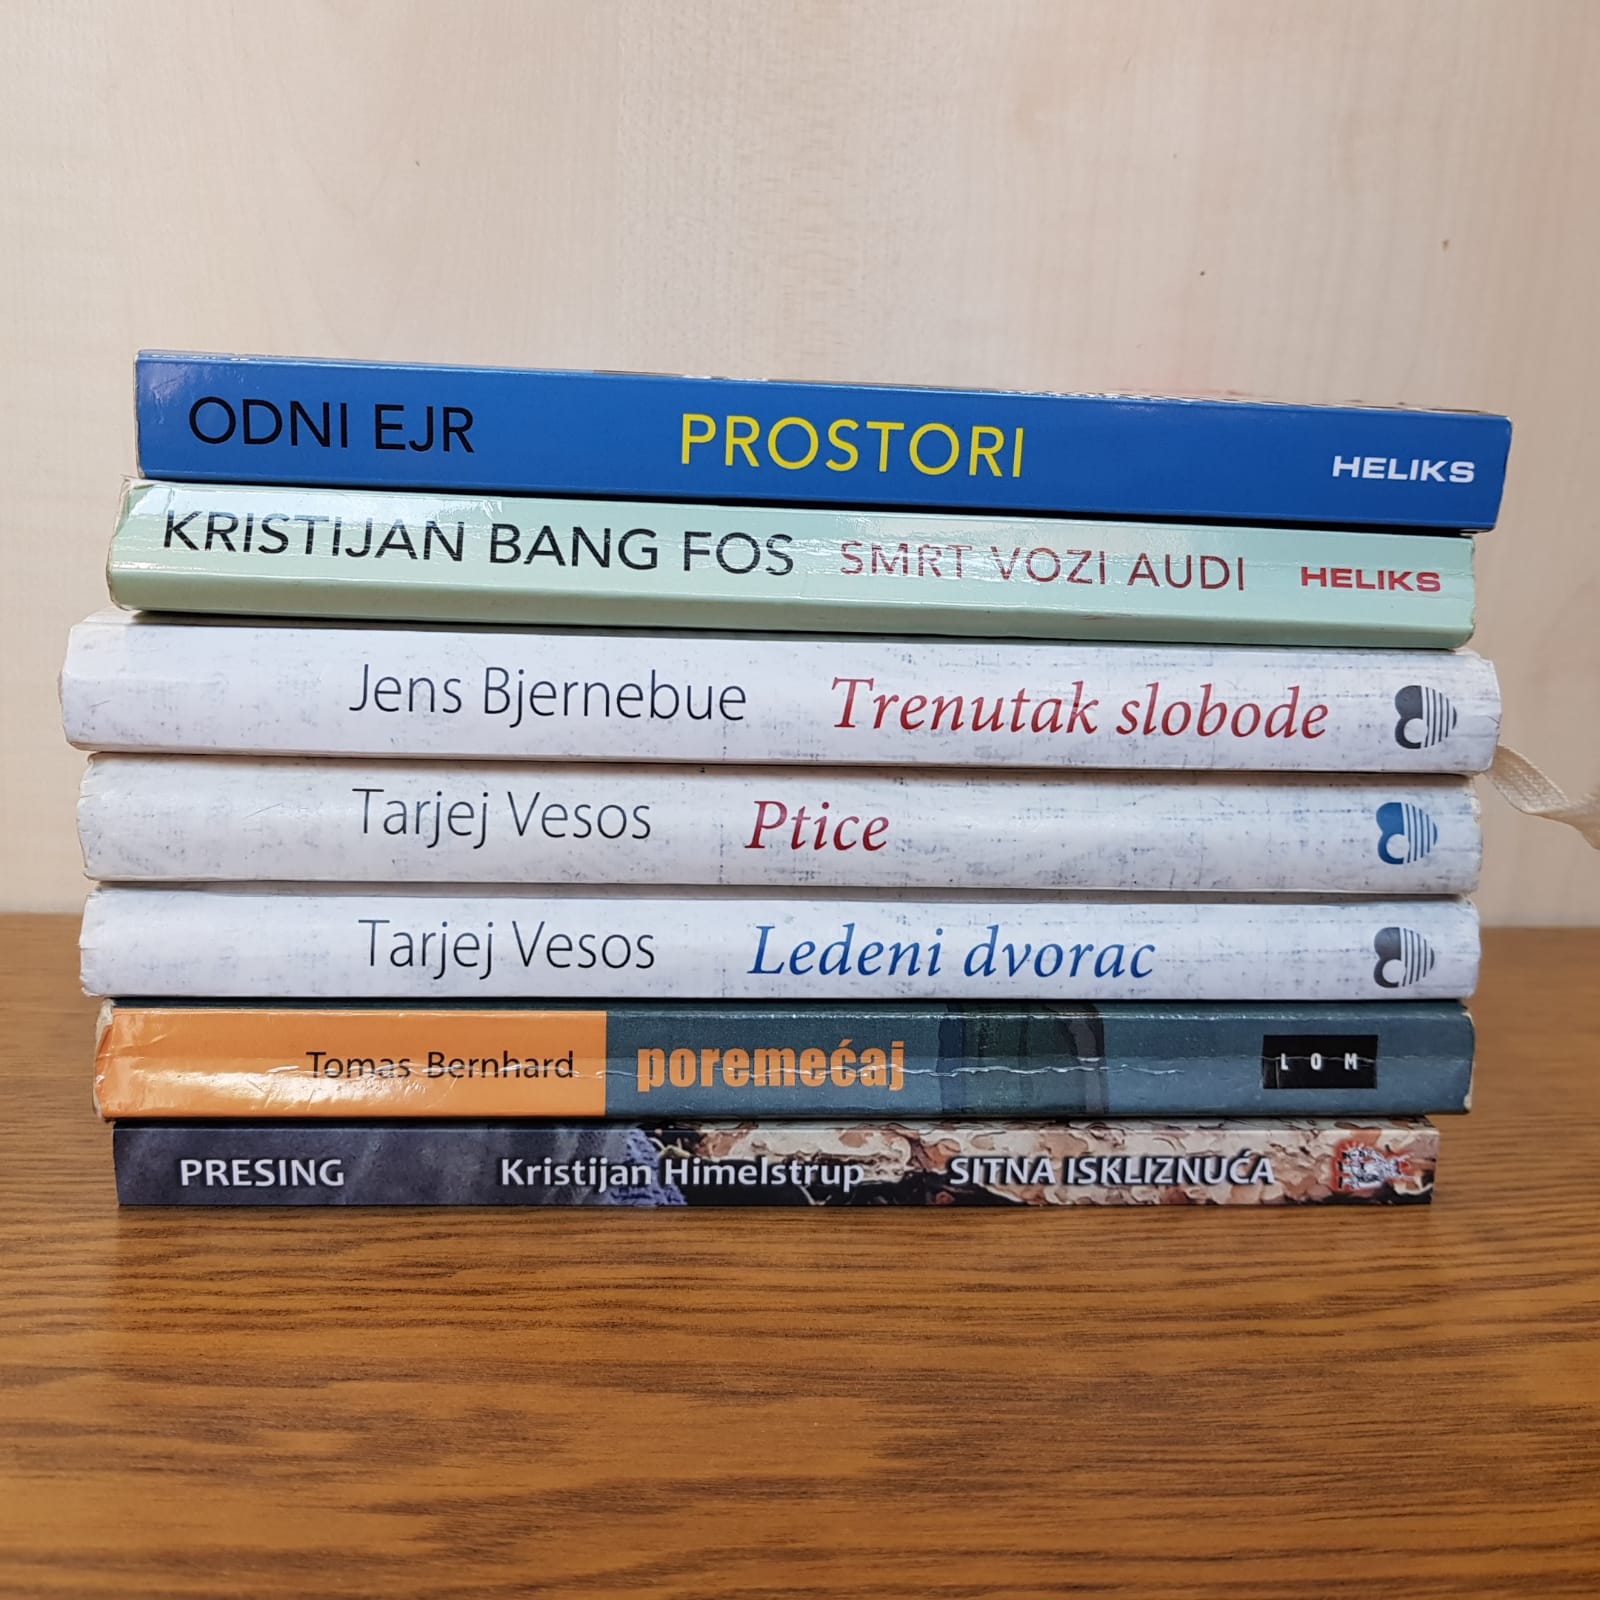 ODNI EJR PROSTORI HELIKS
KRISTIJAN BANG FOS SMRT VOZI AUDI HELIKS
Jens Bjernebue Trenutak slobode
Tarjej Vesos Ptice
Tarjej Vesos Ledeni dvorac
Tomas Bernhard poremećaj LOM
PRESING Kristijan Himelstrup SITNA ISKLIZNUĆA